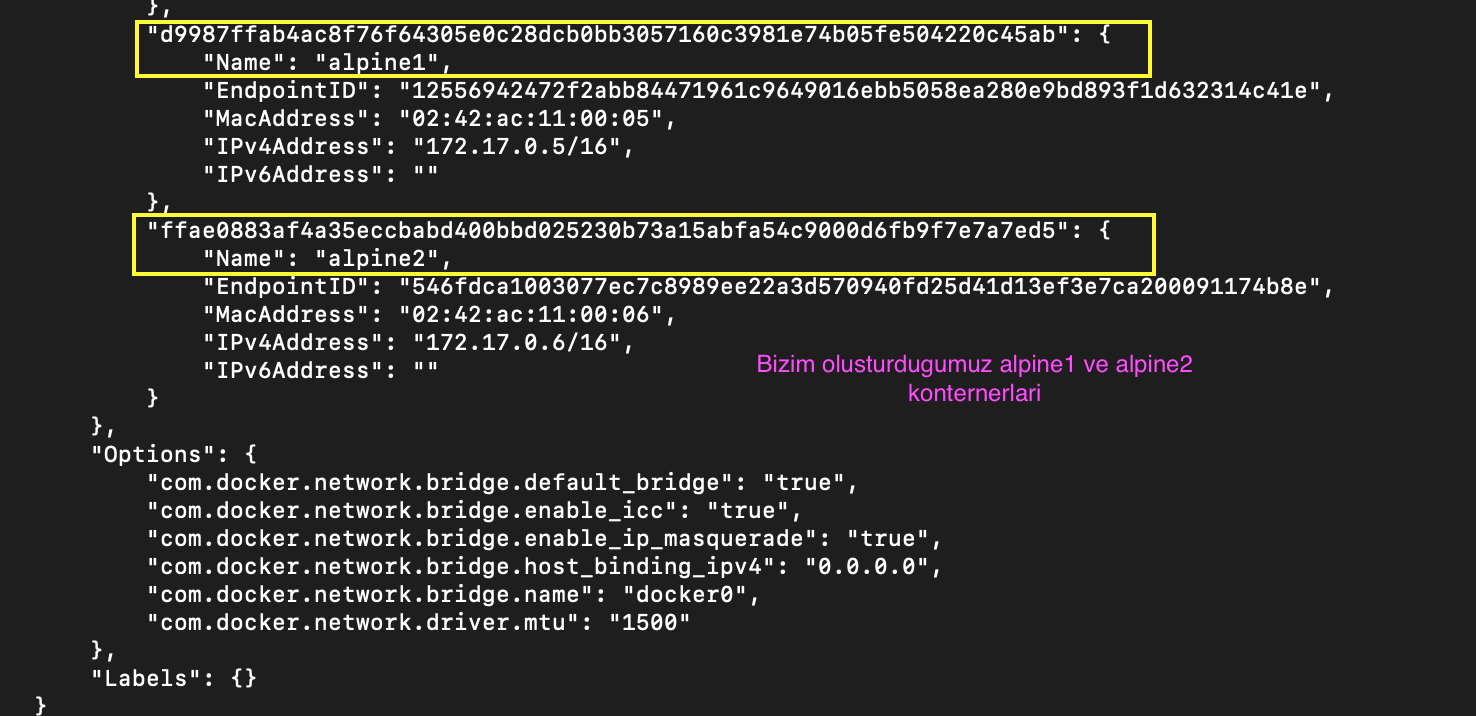 },
"d9987ffab4ac8f76f64305e0c28dcb0bb3057160c3981e74b05fe504220c45ab": {
"Name": "alpine1",
"EndpointID": "12556942472f2abb84471961c9649016ebb5058ea280e9bd893f1d632314c41e",
"MacAddress": "02:42:ac:11:00:05",
"IPv4Address": "172.17.0.5/16",
"IPv6Address": ""
},
"ffae0883af4a35eccbabd400bbd025230b73a15abfa54c9000d6fb9f7e7a7ed5": {
"Name": "alpine2",
"EndpointID": "546fdca1003077ec7c8989ee22a3d570940fd25d41d13ef3e7ca200091174b8e",
"MacAddress": "02:42:ac:11:00:06",
"IPv4Address": "172.17.0.6/16",
"IPv6Address": ""
Bizim olusturdugumuz alpine1 ve alpine2
konternerlari
}
},
"Options": {
"com.docker.network.bridge.default_bridge": "true",
"com.docker.network.bridge.enable_icc": "true",
"com.docker.network.bridge.enable_ip_masquerade": "true",
"com.docker.network.bridge.host_binding_ipv4": "0.0.0.0",
"com.docker.network.bridge.name": "docker0",
"com.docker.network.driver.mtu": "1500"
},
"Labels": {}
}